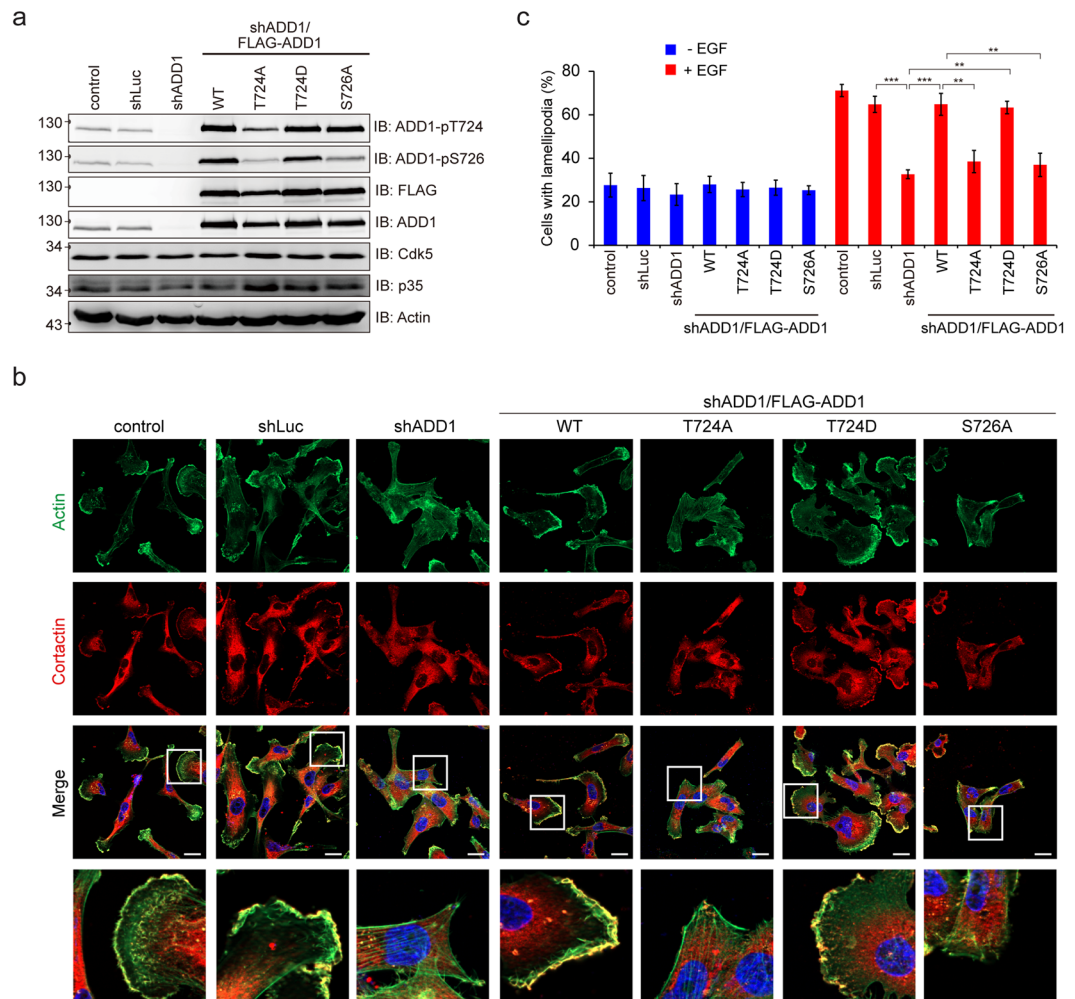 a
shADD1/
FLAG-ADD1
control
shLuc
shADD1
WT
T724A
T724D
S726A
130
IB: ADD1-pT724
130
IB: ADD1-pS726
130
IB: FLAG
130
IB: ADD1
34
IB: Cdk5
34
IB: p35
43
IB: Actin
c
- EGF
+ EGF
Cells with lamellipodia (%)
80
60
40
20
0
***
***
**
**
**
control
shLuc
shADD1
WT
T724A
T724D
S726A
control
shLuc
shADD1
WT
T724A
T724D
S726A
shADD1/FLAG-ADD1
shADD1/FLAG-ADD1
b
shADD1/FLAG-ADD1
control
shLuc
shADD1
WT
T724A
T724D
S726A
Actin
Cortactin
Merge